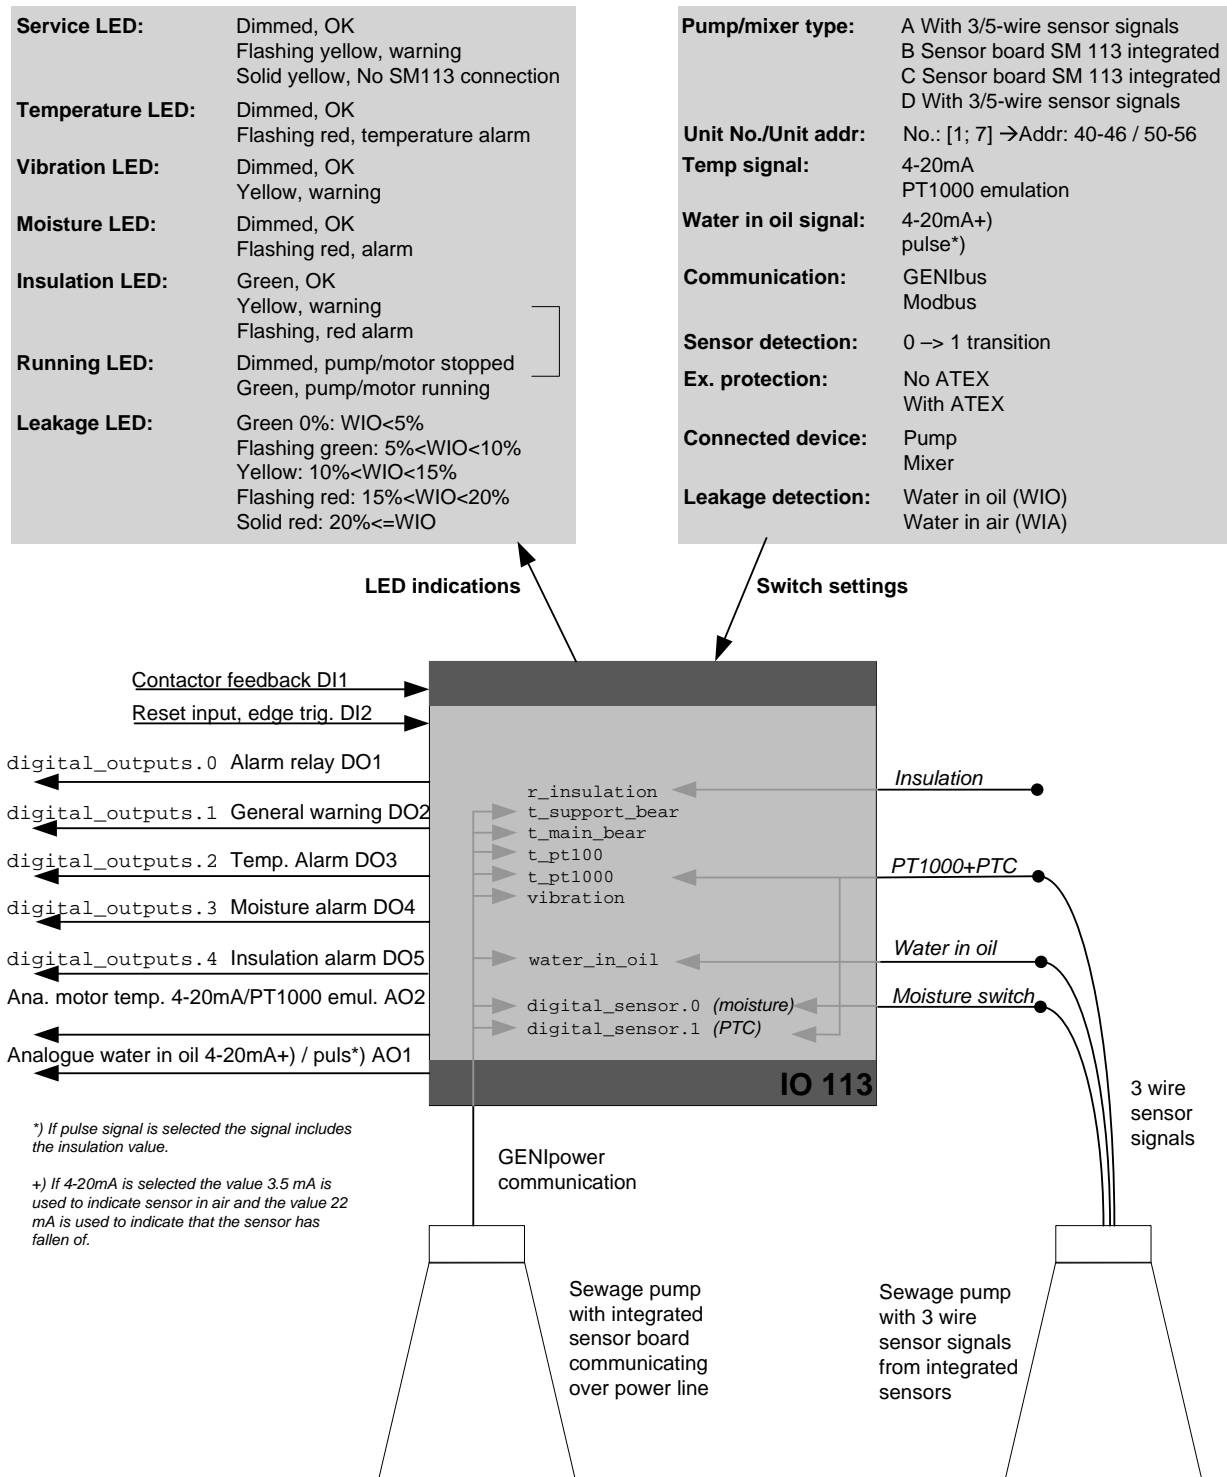 Service LED: Dimmed, OK
Flashing yellow, warning
Solid yellow, No SM113 connection
Temperature LED: Dimmed, OK
Flashing red, temperature alarm
Vibration LED: Dimmed, OK
Yellow, warning
Moisture LED: Dimmed, OK
Flashing red, alarm
Insulation LED: Green, OK
Yellow, warning
Flashing, red alarm
Running LED: Dimmed, pump/motor stopped
Green, pump/motor running
Leakage LED: Green 0%: WIO<5%
Flashing green: 5%<WIO<10%
Yellow: 10%<WIO<15%
Flashing red: 15%<WIO<20%
Solid red: 20%<=WIO
Pump/mixer type: A With 3/5-wire sensor signals
B Sensor board SM 113 integrated
C Sensor board SM 113 integrated
D With 3/5-wire sensor signals
Unit No./Unit addr: No.: [1; 7] →Addr: 40-46 / 50-56
Temp signal: 4-20mA
PT1000 emulation
Water in oil signal: 4-20mA+)
pulse*)
Communication: GENIbus
Modbus
Sensor detection: 0 –> 1 transition
Ex. protection: No ATEX
With ATEX
Connected device: Pump
Mixer
Leakage detection: Water in oil (WIO)
Water in air (WIA)
LED indications
Switch settings
Contactor feedback DI1
Reset input, edge trig. DI2
digital_outputs.0 Alarm relay DO1
digital_outputs.1 General warning DO2
digital_outputs.2 Temp. Alarm DO3
digital_outputs.3 Moisture alarm DO4
digital_outputs.4 Insulation alarm DO5
Ana. motor temp. 4-20mA/PT1000 emul. AO2
Analogue water in oil 4-20mA+) / puls*) AO1
r_insulation
t_support_bear
t_main_bear
t_pt100
t_pt1000
vibration
water_in_oil
digital_sensor.0 (moisture)
digital_sensor.1 (PTC)
IO 113
Insulation
PT1000+PTC
Water in oil
Moisture switch
3 wire
sensor
signals
*) If pulse signal is selected the signal includes
the insulation value.
+) If 4-20mA is selected the value 3.5 mA is
used to indicate sensor in air and the value 22
mA is used to indicate that the sensor has
fallen of.
GENIpower
communication
Sewage pump
with integrated
sensor board
communicating
over power line
Sewage pump
with 3 wire
sensor signals
from integrated
sensors